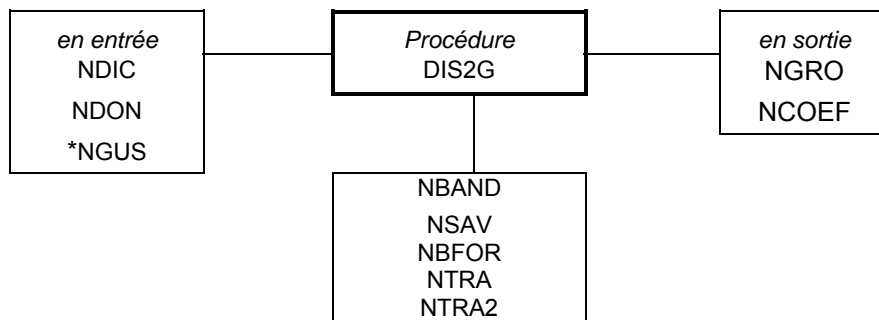 en entrée
NDIC
NDON
*NGUS
Procédure
DIS2G
en sortie
NGRO
NCOEF
NBAND
NSAV
NBFOR
NTRA
NTRA2